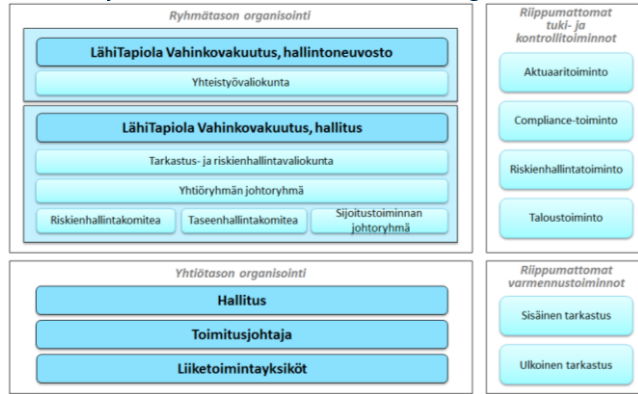 Ryhmätason organisointi
LähiTapiola Vahinkovakuutus, hallintoneuvosto
Yhteistyövaliokunta
LähiTapiola Vahinkovakuutus, hallitus
Tarkastus- ja riskienhallintavaliokunta
Yhtiöryhmän johtoryhmä
Riskienhallintakomitea
Taseenhallintakomitea
Sijoitustoiminnan
johtoryhmä
Riippumattomat
tuki- ja
kontrollitoiminnot
Aktuaaritoiminto
Compliance-toiminto
Riskienhallintatoiminto
Taloustoiminto
Yhtiötason organisointi
Hallitus
Toimitusjohtaja
Liiketoimintayksiköt
Riippumattomat
varmennustoiminnot
Sisäinen tarkastus
Ulkoinen tarkastus